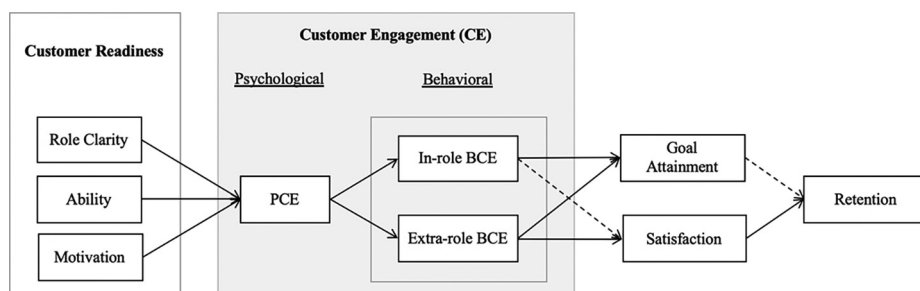 Customer Readiness
Role Clarity
Ability
Motivation
Customer Engagement (CE)
Psychological
Behavioral
PCE
In-role BCE
Extra-role BCE
Goal
Attainment
Satisfaction
Retention